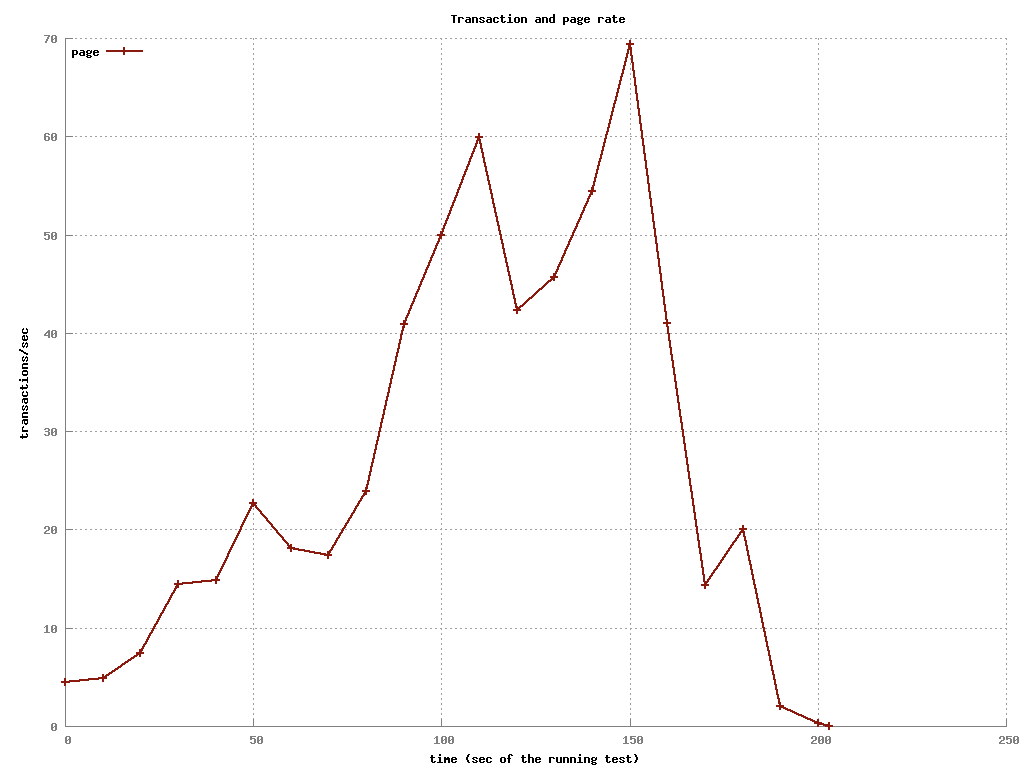 Transaction and page rate
70
page
60
50
40
30
20
10
0
transactions/sec
0 50 100 150 200 250
time (sec of the running test)